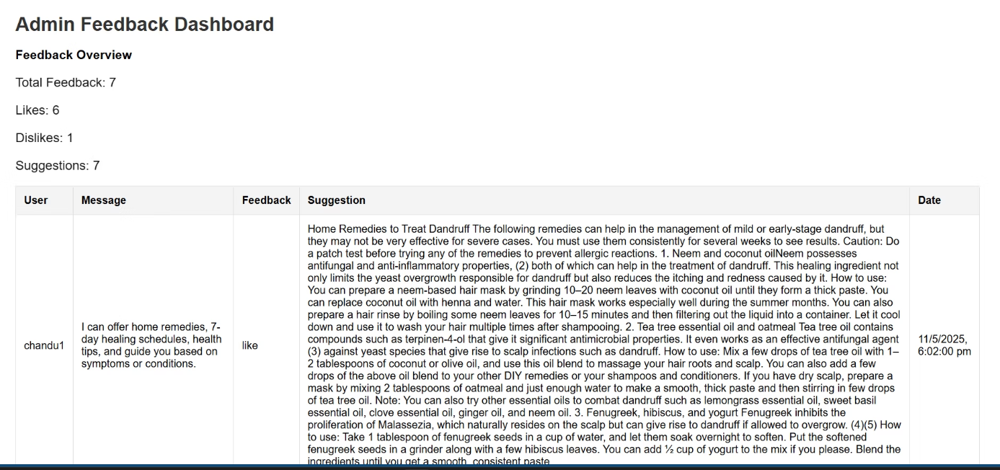 Admin Feedback Dashboard
Feedback Overview
Total Feedback: 7
Likes: 6
Dislikes: 1
Suggestions: 7
User Message Feedback Suggestion Date
chandu1
I can offer home remedies, 7-
day healing schedules, health
tips, and guide you based on
symptoms or conditions.
like
Home Remedies to Treat Dandruff The following remedies can help in the management of mild or early-stage dandruff, but
they may not be very effective for severe cases. You must use them consistently for several weeks to see results. Caution: Do
a patch test before trying any of the remedies to prevent allergic reactions. 1. Neem and coconut oilNeem possesses
antifungal and anti-inflammatory properties, (2) both of which can help in the treatment of dandruff. This healing ingredient not
only limits the yeast overgrowth responsible for dandruff but also reduces the itching and redness caused by it. How to use:
You can prepare a neem-based hair mask by grinding 10–20 neem leaves with coconut oil until they form a thick paste. You
can replace coconut oil with henna and water. This hair mask works especially well during the summer months. You can also
prepare a hair rinse by boiling some neem leaves for 10–15 minutes and then filtering out the liquid into a container. Let it cool
down and use it to wash your hair multiple times after shampooing. 2. Tea tree essential oil and oatmeal Tea tree oil contains
compounds such as terpinen-4-ol that give it significant antimicrobial properties. It even works as an effective antifungal agent
(3) against yeast species that give rise to scalp infections such as dandruff. How to use: Mix a few drops of tea tree oil with 1–
2 tablespoons of coconut or olive oil, and use this oil blend to massage your hair roots and scalp. You can also add a few
drops of the above oil blend to your other DIY remedies or your shampoos and conditioners. If you have dry scalp, prepare a
mask by mixing 2 tablespoons of oatmeal and just enough water to make a smooth, thick paste and then stirring in few drops
of tea tree oil. Note: You can also try other essential oils to combat dandruff such as lemongrass essential oil, sweet basil
essential oil, clove essential oil, ginger oil, and neem oil. 3. Fenugreek, hibiscus, and yogurt Fenugreek inhibits the
proliferation of Malassezia, which naturally resides on the scalp but can give rise to dandruff if allowed to overgrow. (4)(5) How
to use: Take 1 tablespoon of fenugreek seeds in a cup of water, and let them soak overnight to soften. Put the softened
fenugreek seeds in a grinder along with a few hibiscus leaves. You can add ½ cup of yogurt to the mix if you please. Blend the
ingredients until you get a smooth, consistent paste
11/5/2025,
6:02:00 pm